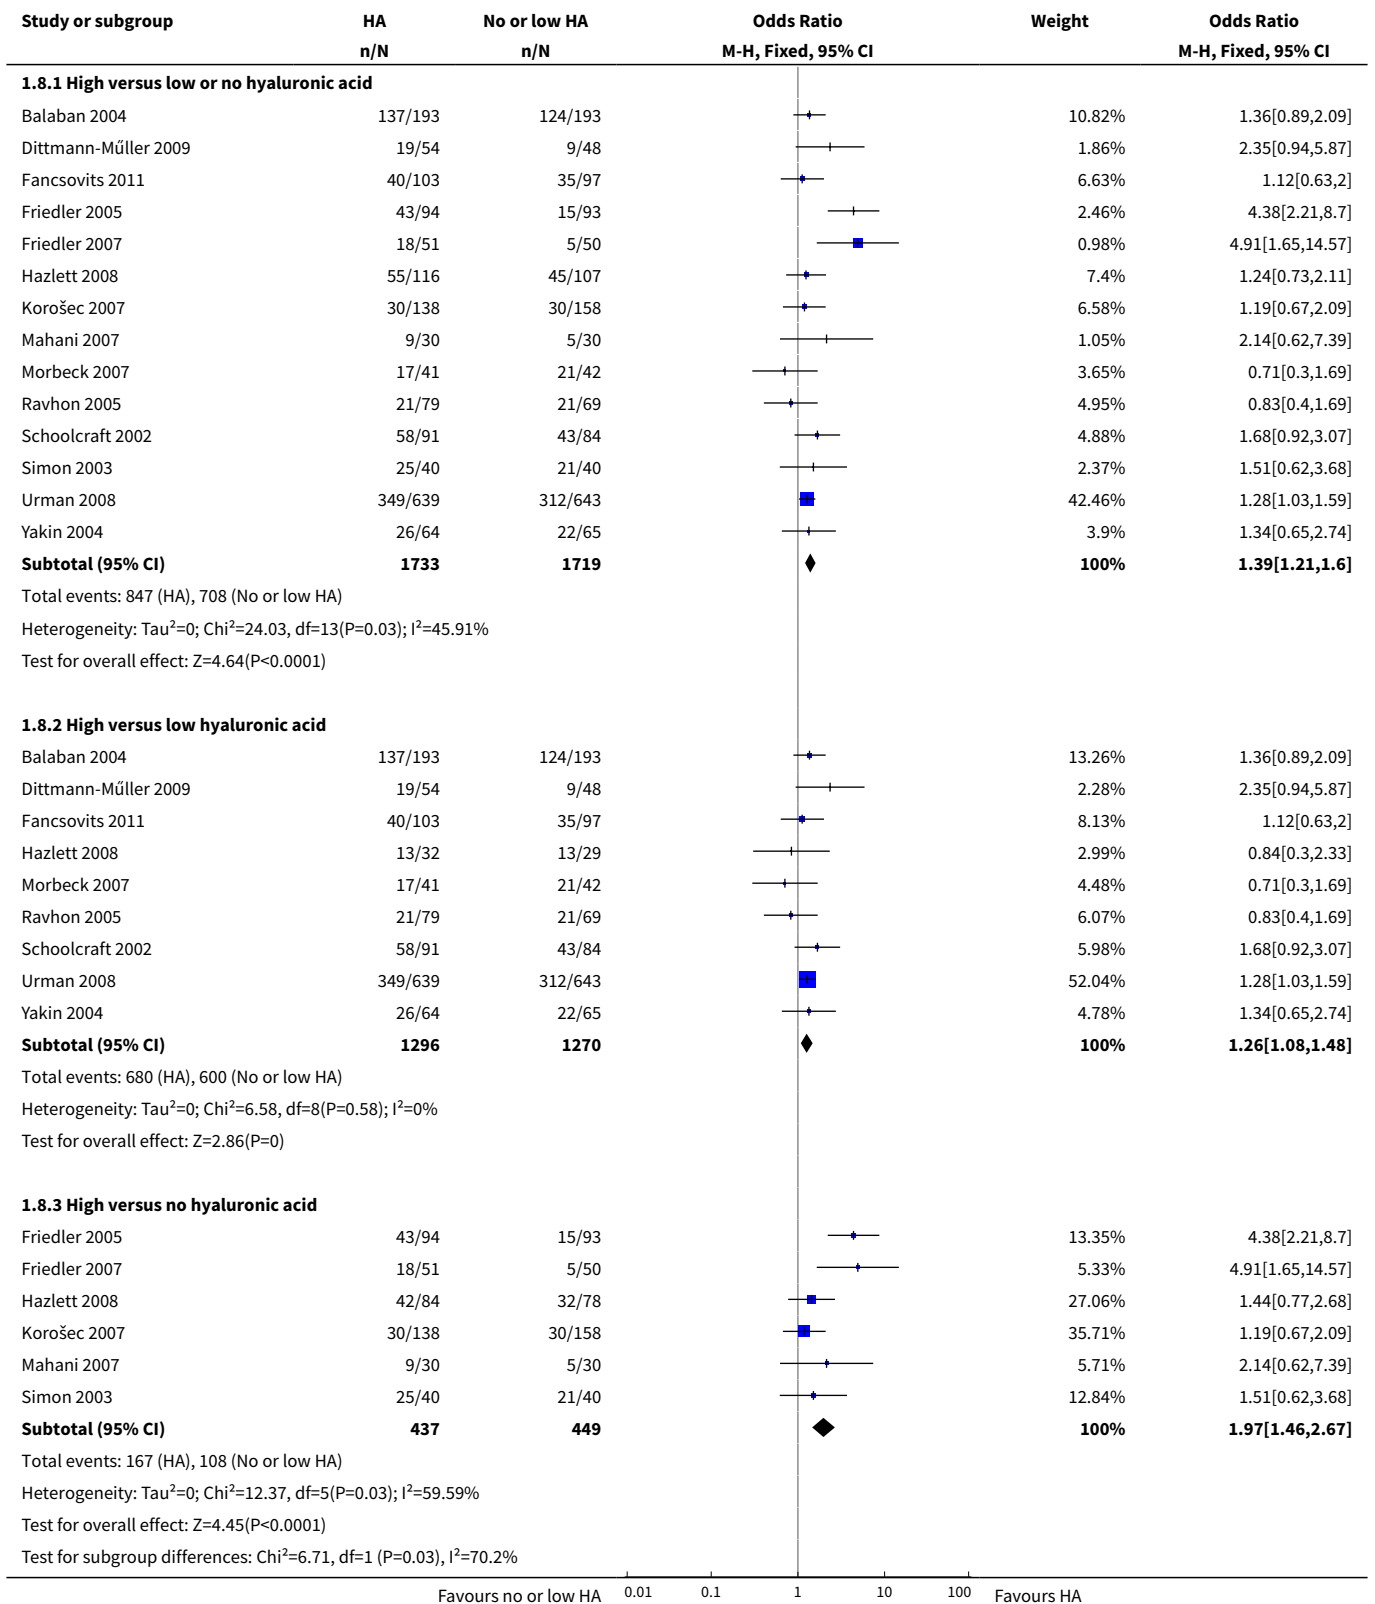 Study or subgroup HA No or low HA Odds Ratio Weight Odds Ratio
n/N n/N M-H, Fixed, 95% CI M-H, Fixed, 95% CI
1.8.1 High versus low or no hyaluronic acid
Balaban 2004 137/193 124/193 10.82% 1.36[0.89,2.09]
Dittmann-Műller 2009 19/54 9/48 1.86% 2.35[0.94,5.87]
Fancsovits 2011 40/103 35/97 6.63% 1.12[0.63,2]
Friedler 2005 43/94 15/93 2.46% 4.38[2.21,8.7]
Friedler 2007 18/51 5/50 0.98% 4.91[1.65,14.57]
Hazlett 2008 55/116 45/107 7.4% 1.24[0.73,2.11]
Korošec 2007 30/138 30/158 6.58% 1.19[0.67,2.09]
Mahani 2007 9/30 5/30 1.05% 2.14[0.62,7.39]
Morbeck 2007 17/41 21/42 3.65% 0.71[0.3,1.69]
Ravhon 2005 21/79 21/69 4.95% 0.83[0.4,1.69]
Schoolcraft 2002 58/91 43/84 4.88% 1.68[0.92,3.07]
Simon 2003 25/40 21/40 2.37% 1.51[0.62,3.68]
Urman 2008 349/639 312/643 42.46% 1.28[1.03,1.59]
Yakin 2004 26/64 22/65 3.9% 1.34[0.65,2.74]
Subtotal (95% CI) 1733 1719 100% 1.39[1.21,1.6]
Total events: 847 (HA), 708 (No or low HA)
Heterogeneity: Tau²=0; Chi²=24.03, df=13(P=0.03); I²=45.91%
Test for overall effect: Z=4.64(P<0.0001)
1.8.2 High versus low hyaluronic acid
Balaban 2004 137/193 124/193 13.26% 1.36[0.89,2.09]
Dittmann-Műller 2009 19/54 9/48 2.28% 2.35[0.94,5.87]
Fancsovits 2011 40/103 35/97 8.13% 1.12[0.63,2]
Hazlett 2008 13/32 13/29 2.99% 0.84[0.3,2.33]
Morbeck 2007 17/41 21/42 4.48% 0.71[0.3,1.69]
Ravhon 2005 21/79 21/69 6.07% 0.83[0.4,1.69]
Schoolcraft 2002 58/91 43/84 5.98% 1.68[0.92,3.07]
Urman 2008 349/639 312/643 52.04% 1.28[1.03,1.59]
Yakin 2004 26/64 22/65 4.78% 1.34[0.65,2.74]
Subtotal (95% CI) 1296 1270 100% 1.26[1.08,1.48]
Total events: 680 (HA), 600 (No or low HA)
Heterogeneity: Tau²=0; Chi²=6.58, df=8(P=0.58); I²=0%
Test for overall effect: Z=2.86(P=0)
1.8.3 High versus no hyaluronic acid
Friedler 2005 43/94 15/93 13.35% 4.38[2.21,8.7]
Friedler 2007 18/51 5/50 5.33% 4.91[1.65,14.57]
Hazlett 2008 42/84 32/78 27.06% 1.44[0.77,2.68]
Korošec 2007 30/138 30/158 35.71% 1.19[0.67,2.09]
Mahani 2007 9/30 5/30 5.71% 2.14[0.62,7.39]
Simon 2003 25/40 21/40 12.84% 1.51[0.62,3.68]
Subtotal (95% CI) 437 449 100% 1.97[1.46,2.67]
Total events: 167 (HA), 108 (No or low HA)
Heterogeneity: Tau²=0; Chi²=12.37, df=5(P=0.03); I²=59.59%
Test for overall effect: Z=4.45(P<0.0001)
Test for subgroup differences: Chi²=6.71, df=1 (P=0.03), I²=70.2%
Favours no or low HA 0.01 0.1 1 10 100 Favours HA